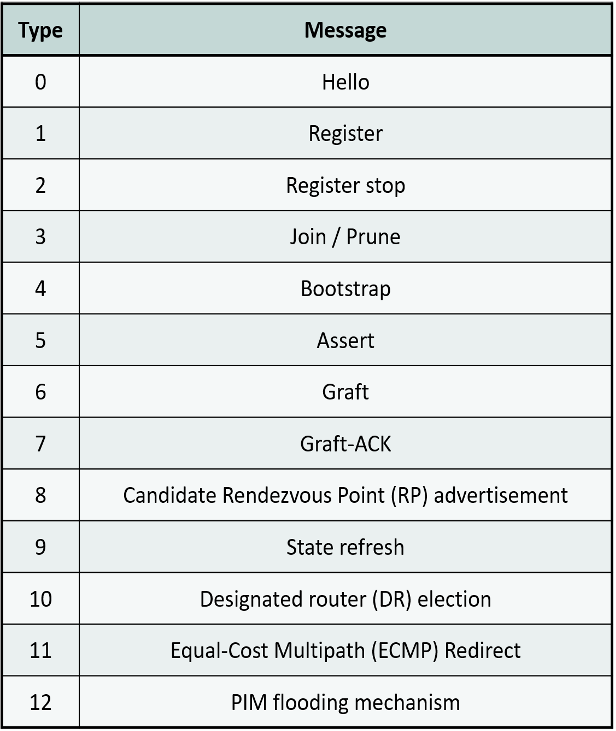 Type Message
0 Hello
1 Register
2 Register stop
3 Join / Prune
4 Bootstrap
5 Assert
6 Graft
7 Graft-ACK
8 Candidate Rendezvous Point (RP) advertisement
9 State refresh
10 Designated router (DR) election
11 Equal-Cost Multipath (ECMP) Redirect
12 PIM flooding mechanism